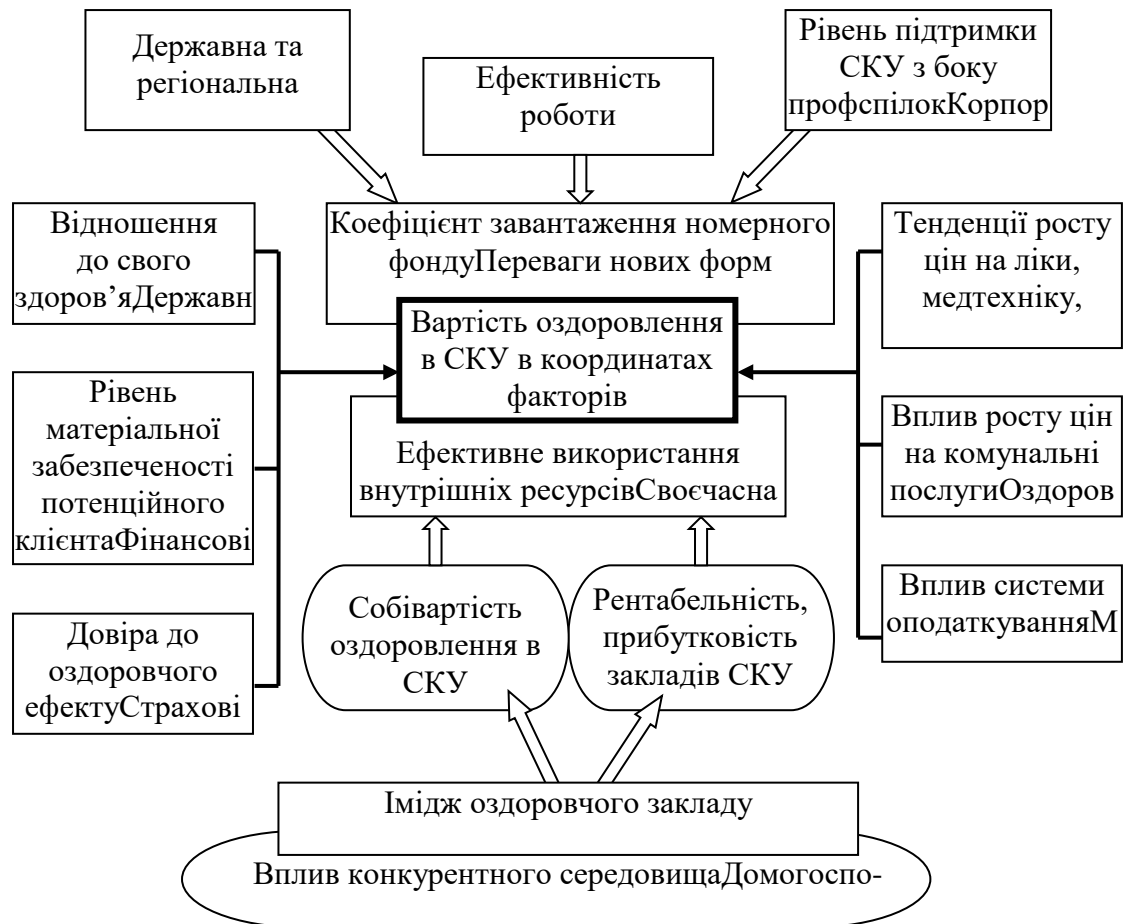 Державна та
регіональна
Ефективність
роботи
Рівень підтримки
СКУ з боку
профспілокКорпор
Відношення
до свого
здоров’яДержавн
Коефіцієнт завантаження номерного
фондуПереваги нових форм
Тенденції росту
цін на ліки,
медтехніку,
Вартість оздоровлення
в СКУ в координатах
факторів
Рівень
матеріальної
забезпеченості
потенційного
клієнтаФінансові
Ефективне використання
внутрішніх ресурсівСвоєчасна
Вплив росту цін
на комунальні
послугиОздоров
Довіра до
оздоровчого
ефектуСтрахові
Собівартість
оздоровлення в
СКУ
Рентабельність,
прибутковість
закладів СКУ
Вплив системи
оподаткуванняМ
Імідж оздоровчого закладу
Вплив конкурентного середовищаДомогоспо-